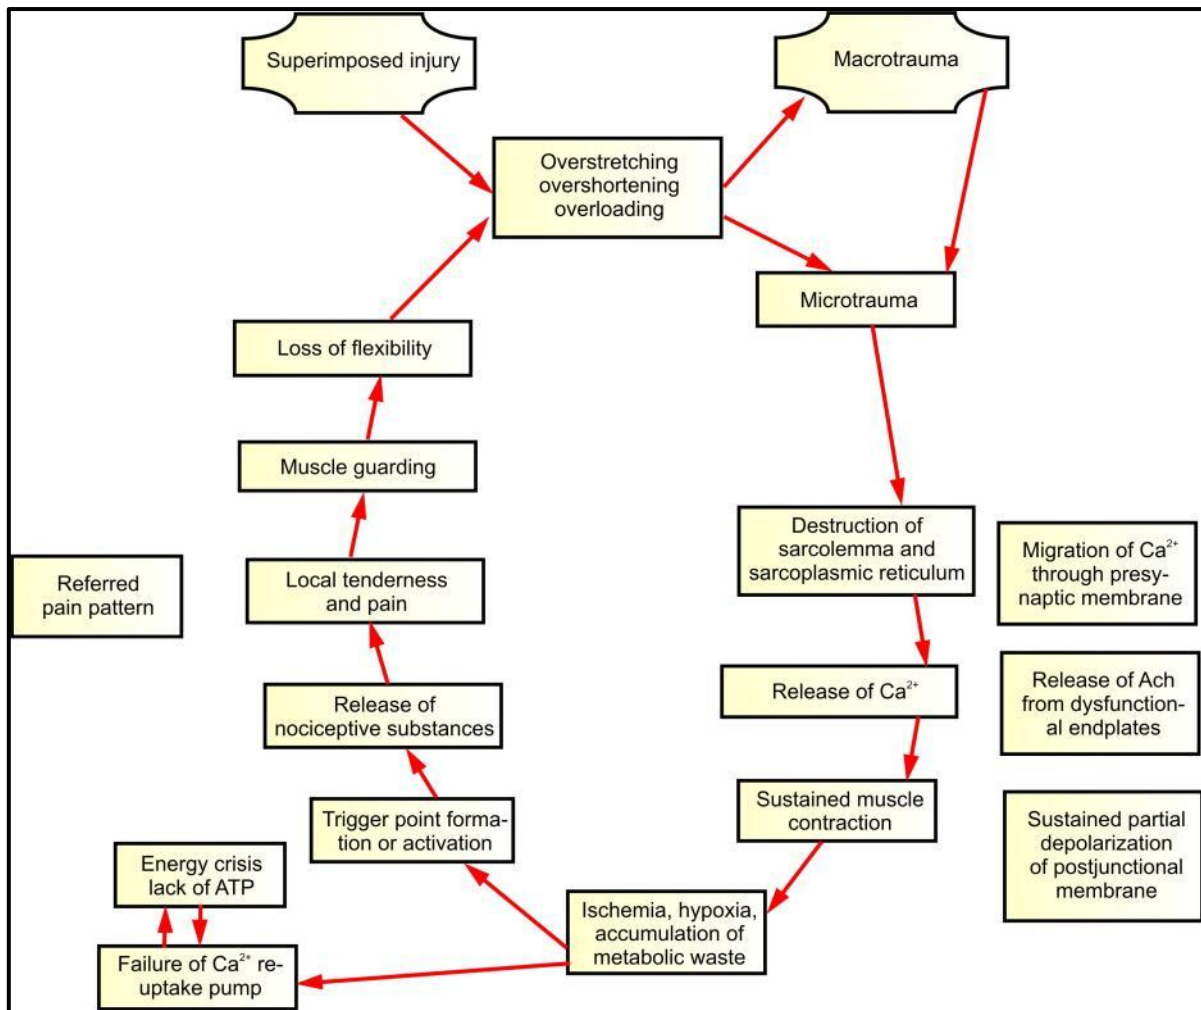 Superimposed injury
Macrotrauma
Overstretching
overshortening
overloading
Microtrauma
Loss of flexibility
Muscle guarding
Destruction of
sarcolemma and
sarcoplasmic reticulum
Migration of Ca²⁺
through presy-
naptic membrane
Referred
pain pattern
Local tenderness
and pain
Release of Ca²⁺
Release of Ach
from dysfunction-
al endplates
Release of
nociceptive substances
Sustained muscle
contraction
Sustained partial
depolarization
of postjunctional
membrane
Trigger point forma-
tion or activation
Energy crisis
lack of ATP
Ischemia, hypoxia,
accumulation of
metabolic waste
Failure of Ca²⁺ re-
uptake pump